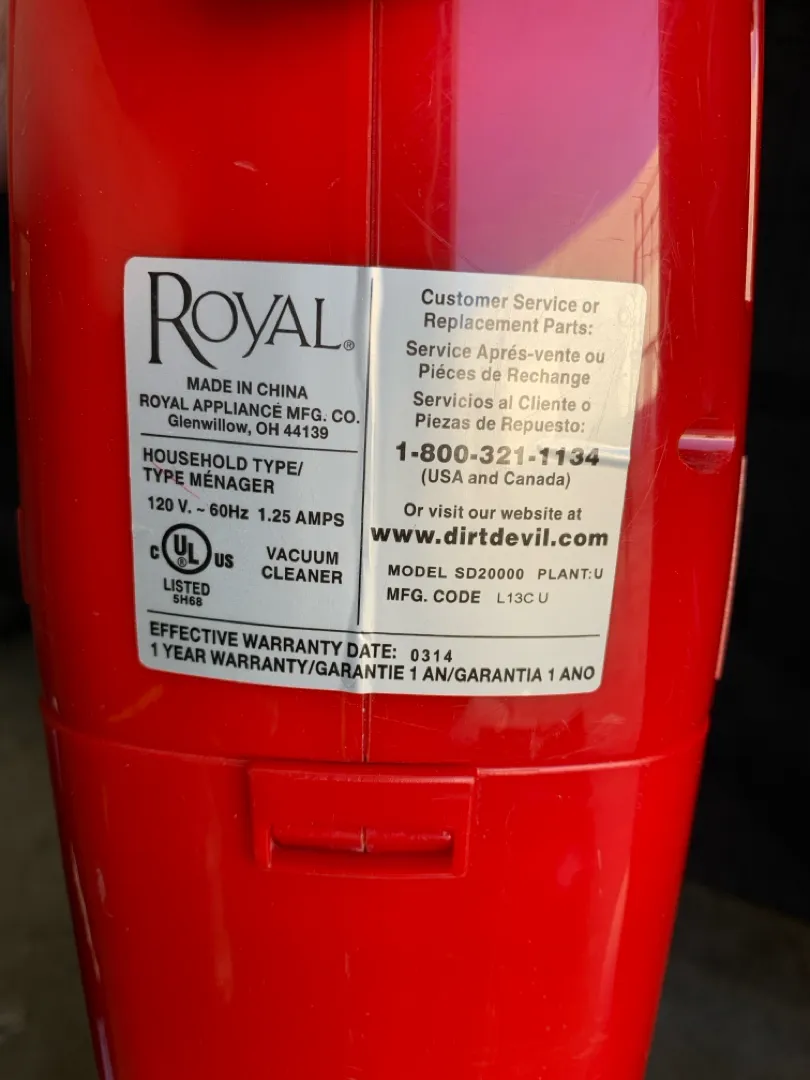 ROYAL®
MADE IN CHINA
ROYAL APPLIANCE MFG. CO.
Glenwillow, OH 44139
HOUSEHOLD TYPE/
TYPE MÉNAGER
120 V. ~ 60Hz 1.25 AMPS
C UL® US
LISTED
5H68
VACUUM
CLEANER
Customer Service or
Replacement Parts:
Service Aprés-vente ou
Piéces de Rechange
Servicios al Cliente o
Piezas de Repuesto:
1-800-321-1134
(USA and Canada)
Or visit our website at
www.dirtdevil.com
MODEL SD20000 PLANT:U
MFG. CODE L13C U
EFFECTIVE WARRANTY DATE: 0314
1 YEAR WARRANTY/GARANTIE 1 AN/GARANTIA 1 ANO